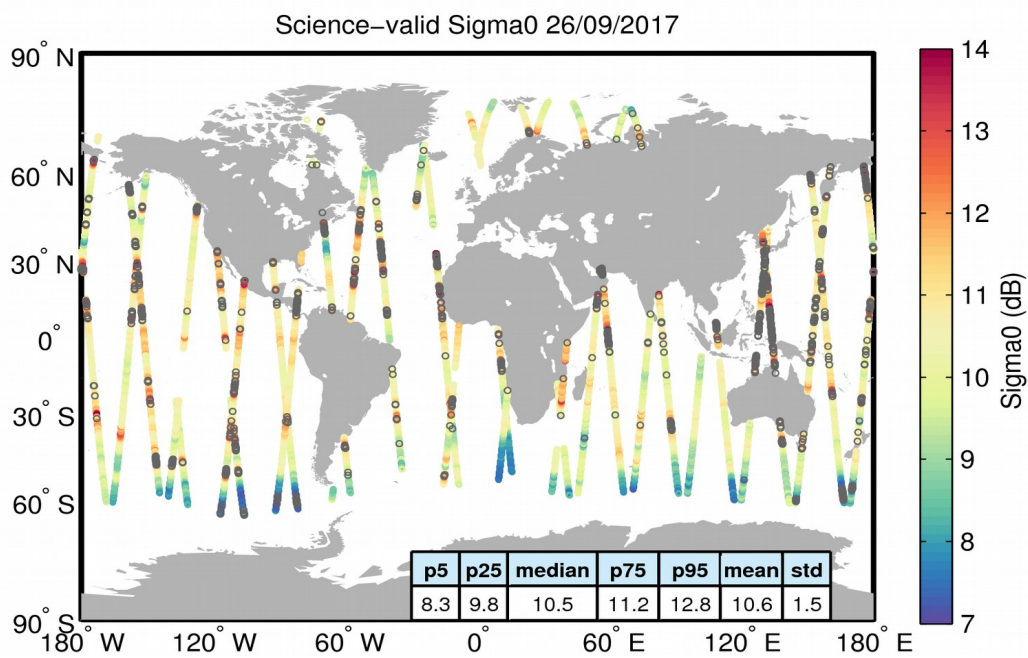 Science−valid Sigma0 26/09/2017
90° N
60° N
30° N
0°
30° S
60° S
90° S
180° W
120° W
60° W
0°
60° E
120° E
180° E
14
13
12
11
10
9
8
7
Sigma0 (dB)
p5 p25 median p75 p95 mean std
8.3 9.8 10.5 11.2 12.8 10.6 1.5